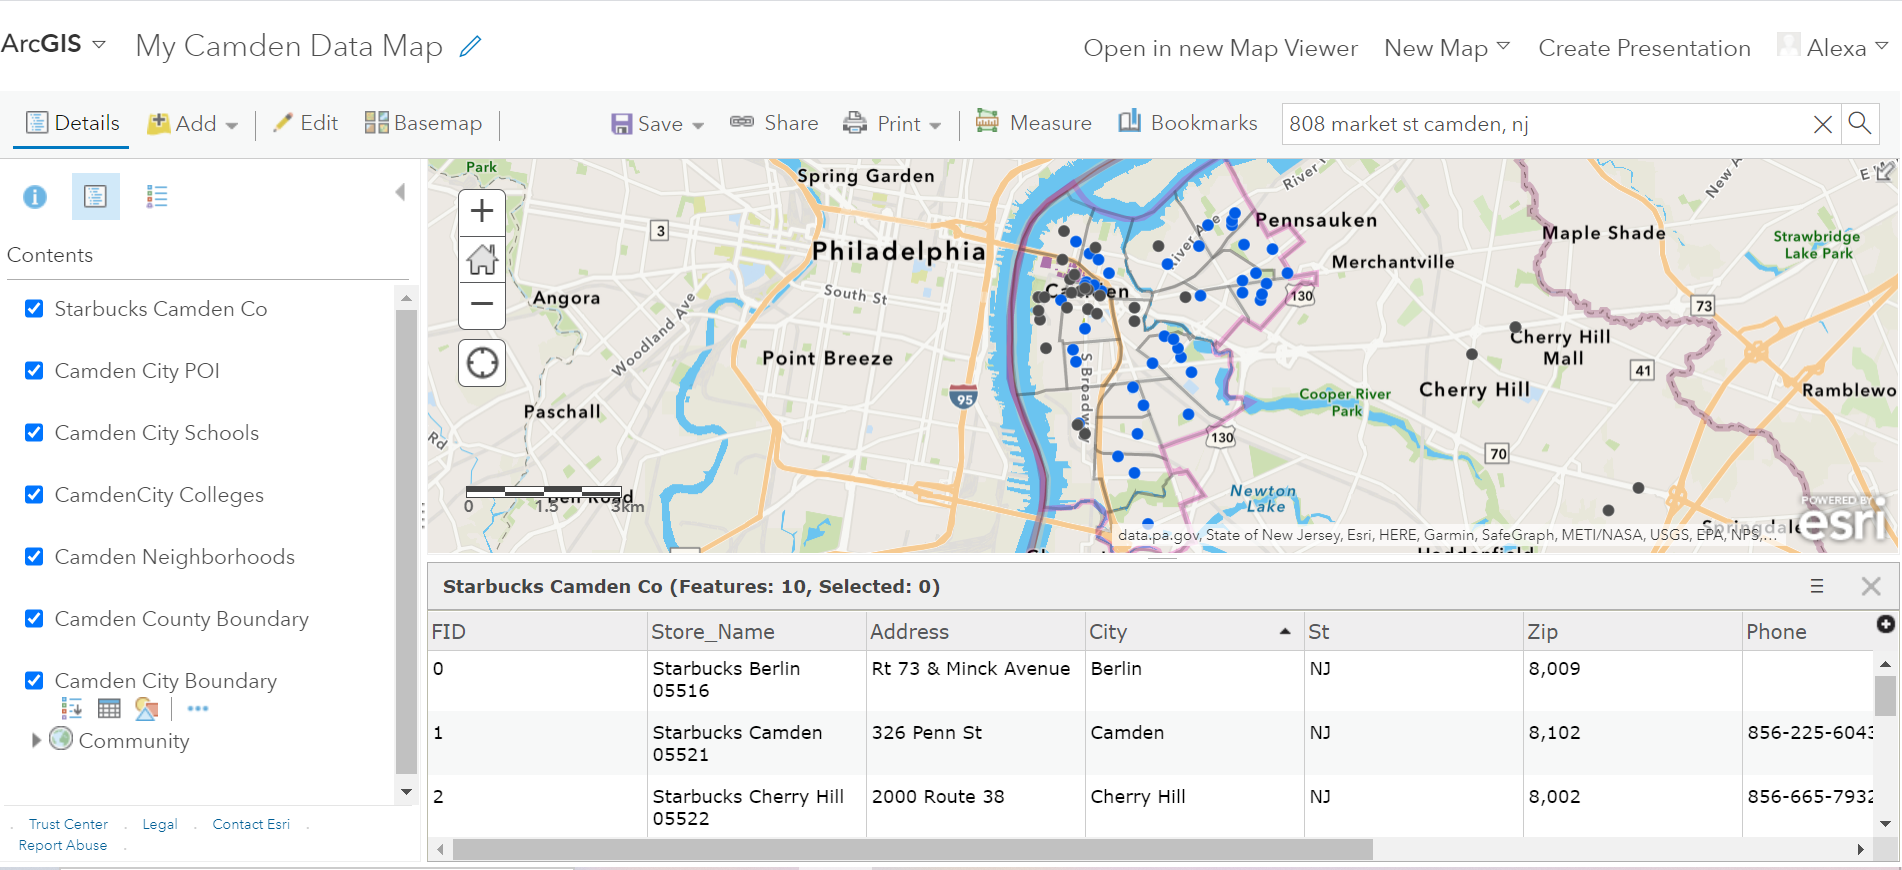 ArcGIS My Camden Data Map Open in new Map Viewer New Map Create Presentation Alexa
Details Add Edit Basemap Save Share Print Measure Bookmarks 808 market st camden, nj
Contents
Starbucks Camden Co
Camden City POI
Camden City Schools
CamdenCity Colleges
Camden Neighborhoods
Camden County Boundary
Camden City Boundary
Community
Trust Center Legal Contact Esri
Report Abuse
Park
Spring Garden
River
New A
E
M
3
Philadelphia
River Ave
Pennsauken
Maple Shade
Strawbridge
Lake Park
Merchantville
Angora
South St
Camden
130
73
Woodland Ave
Point Breeze
Cherry Hill
Mall
41
95
S Broadway
Cooper River
Park
Cherry Hill
Ramblewo
Paschall
Rd
130
70
Newton
Lake
0 1.5 3km
POWERED BY
esri
Springdale
data.pa.gov, State of New Jersey, Esri, HERE, Garmin, SafeGraph, METI/NASA, USGS, EPA, NPS,...
Haddonfield
Starbucks Camden Co (Features: 10, Selected: 0)
FID Store_Name Address City St Zip Phone
0 Starbucks Berlin Rt 73 & Minck Avenue Berlin NJ 8,009
05516
1 Starbucks Camden 326 Penn St Camden NJ 8,102 856-225-6043
05521
2 Starbucks Cherry Hill 2000 Route 38 Cherry Hill NJ 8,002 856-665-7932
05522